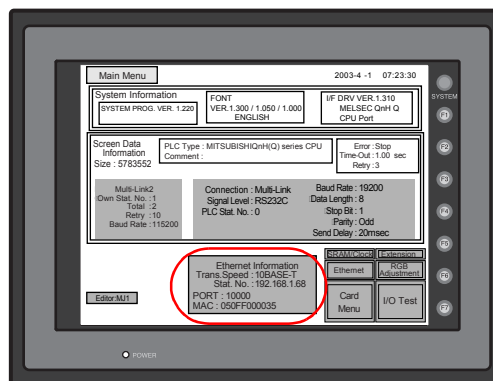 Main Menu
2003-4 -1 07:23:30
SYSTEM
System Information
SYSTEM PROG. VER. 1.220
FONT
VER.1.300 / 1.050 / 1.000
ENGLISH
I/F DRV VER.1.310
MELSEC QnH Q
CPU Port
F1
Screen Data
Information
Size : 5783552
PLC Type : MITSUBISHIQnH(Q) series CPU
Comment :
Error : Stop
Time-Out : 1.00 sec
Retry : 3
F2
F3
Multi-Link2
Own Stat. No. : 1
Total : 2
Retry : 10
Baud Rate : 115200
Connection : Multi-Link
Signal Level : RS232C
PLC Stat. No. : 0
Baud Rate : 19200
Data Length : 8
Stop Bit : 1
Parity : Odd
Send Delay : 20msec
F4
F5
Ethernet Information
Trans.Speed : 10BASE-T
Stat. No. : 192.168.1.68
PORT : 10000
MAC : 050FF000035
SRAM/Clock
Extension
Ethernet
RGB
Adjustment
F6
Editor:MJ1
Card
Menu
I/O Test
F7
POWER